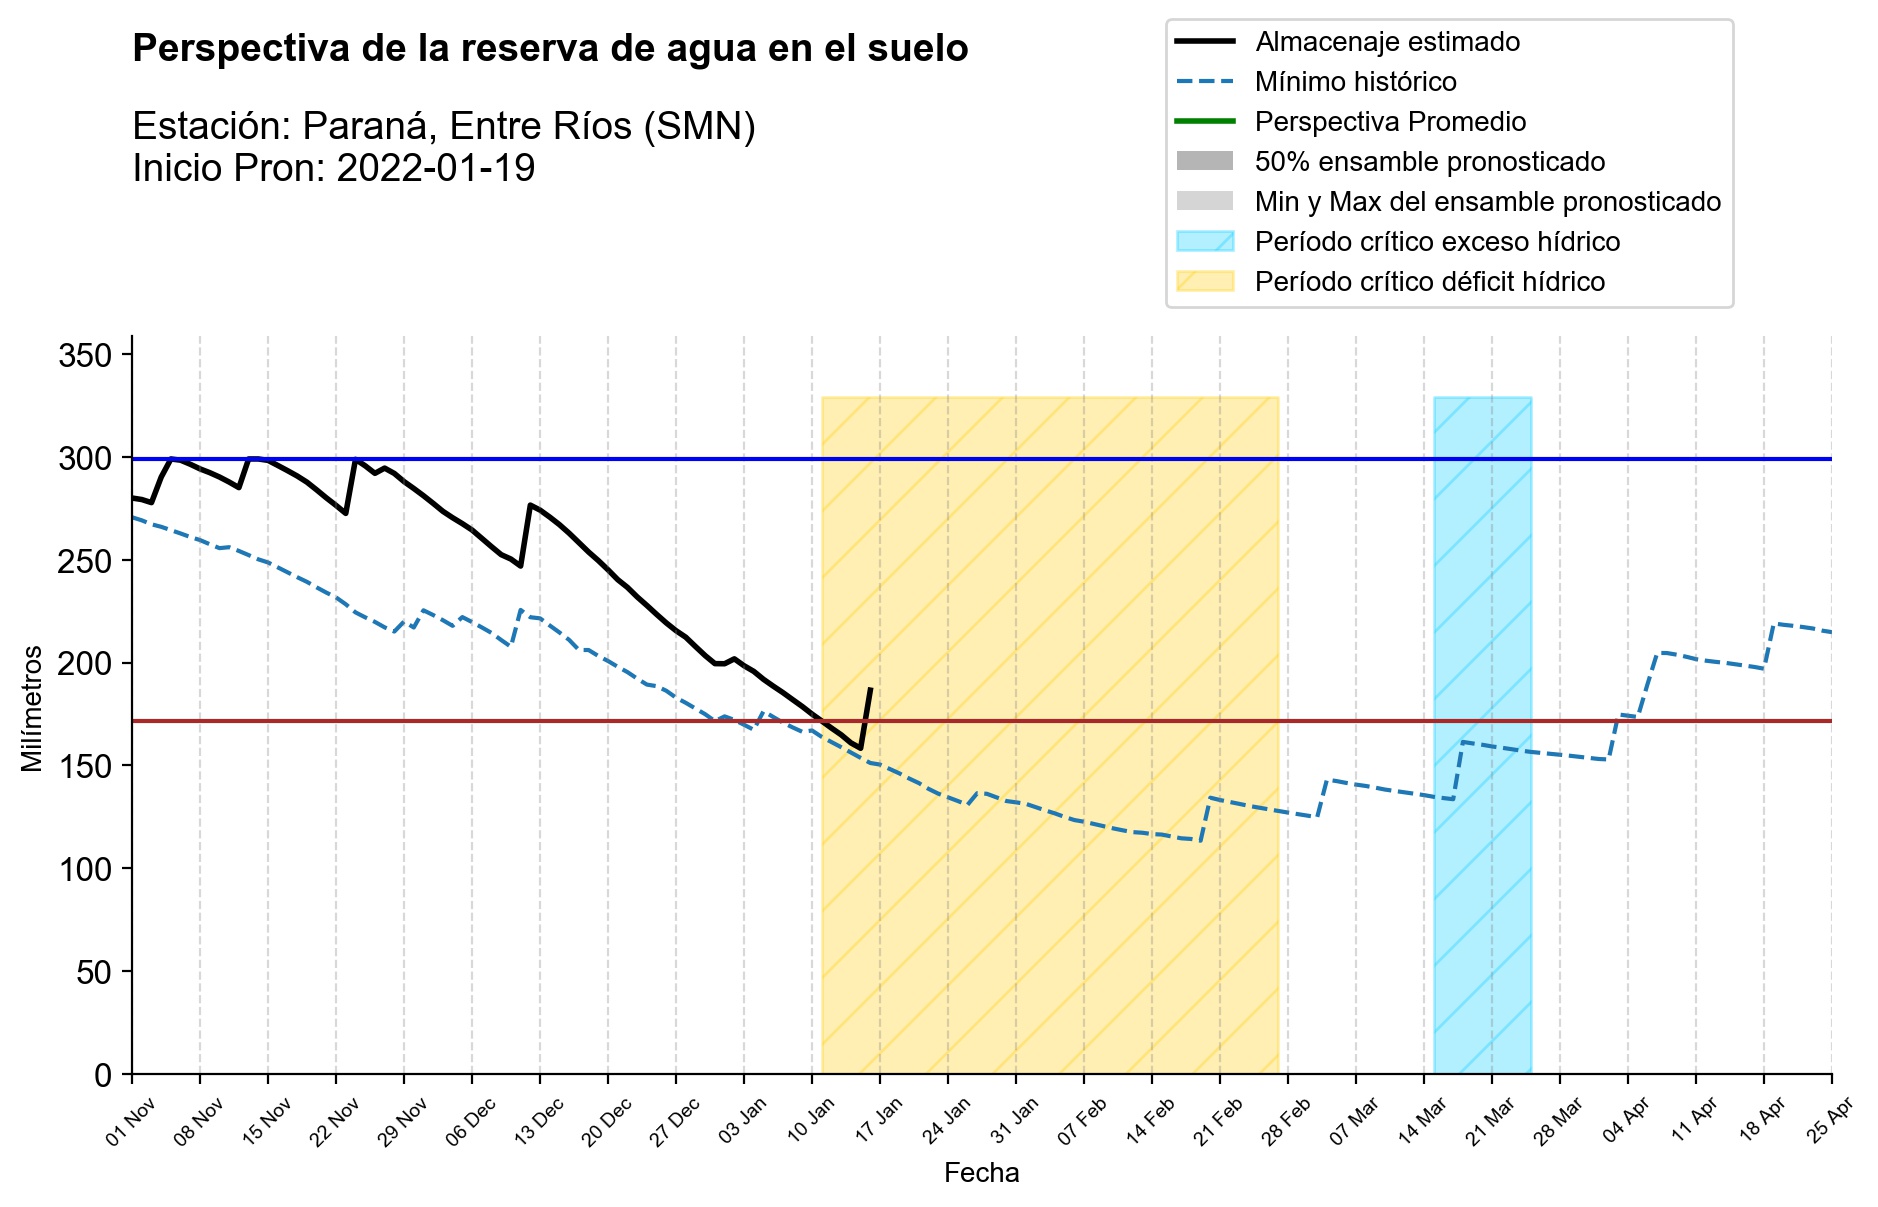 Perspectiva de la reserva de agua en el suelo
Estación: Paraná, Entre Ríos (SMN)
Inicio Pron: 2022-01-19
Almacenaje estimado
Mínimo histórico
Perspectiva Promedio
50% ensamble pronosticado
Min y Max del ensamble pronosticado
Período crítico exceso hídrico
Período crítico déficit hídrico
350
300
250
200
150
100
50
0
Milímetros
01 Nov
08 Nov
15 Nov
22 Nov
29 Nov
06 Dec
13 Dec
20 Dec
27 Dec
03 Jan
10 Jan
17 Jan
24 Jan
31 Jan
07 Feb
14 Feb
21 Feb
28 Feb
07 Mar
14 Mar
21 Mar
28 Mar
04 Apr
11 Apr
18 Apr
25 Apr
Fecha